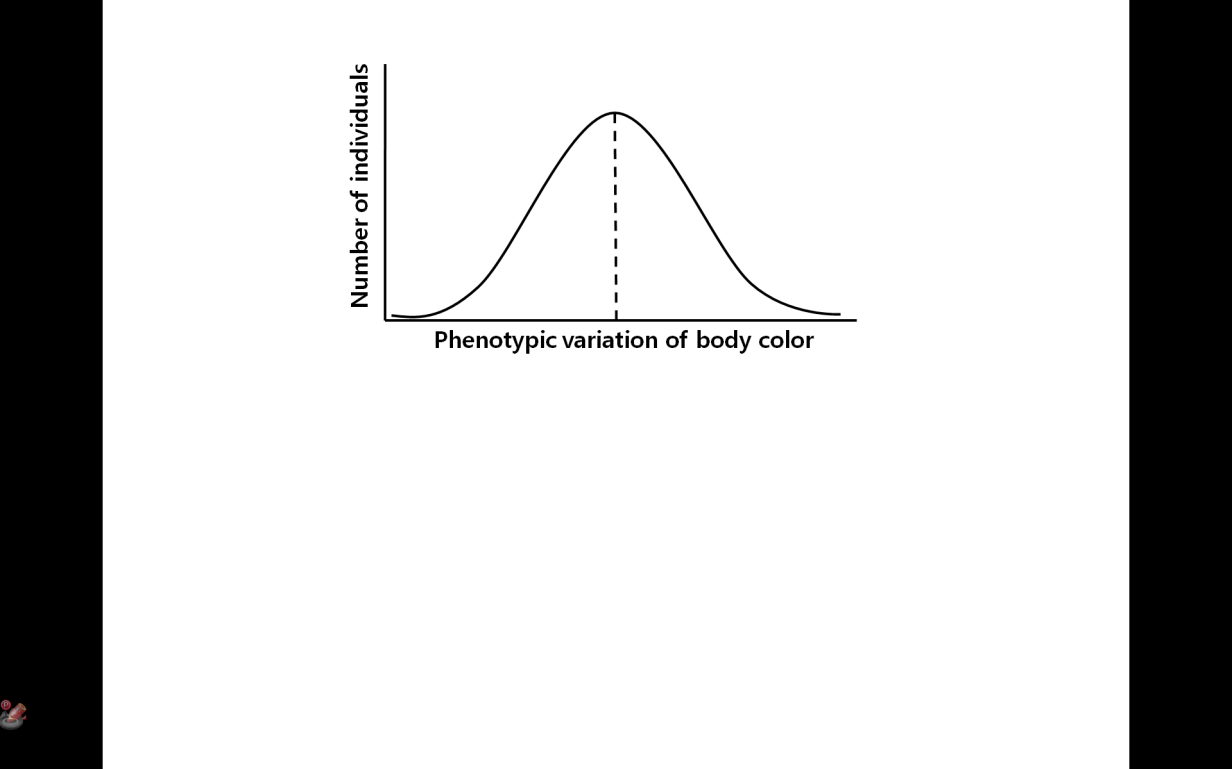 Number of individuals
Phenotypic variation of body color
P